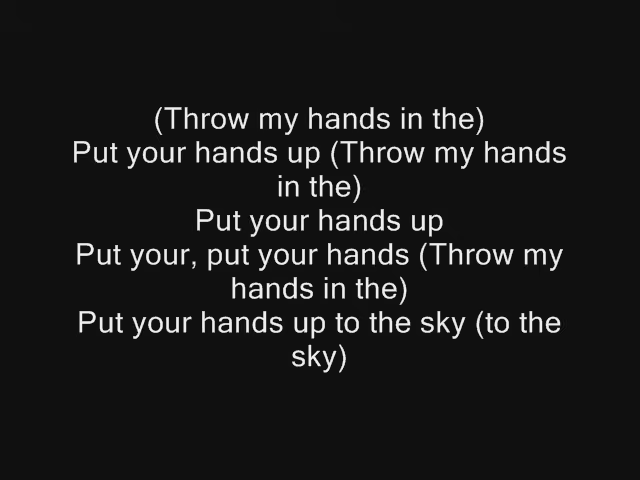 (Throw my hands in the)
Put your hands up (Throw my hands
in the)
Put your hands up
Put your, put your hands (Throw my
hands in the)
Put your hands up to the sky (to the
sky)